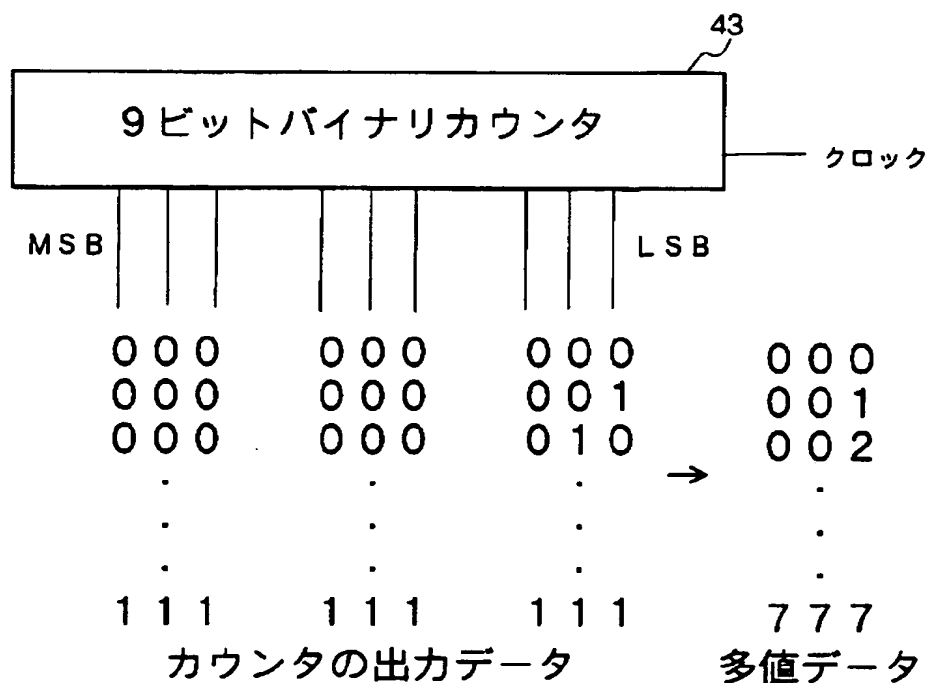 43
9ビットバイナリカウンタ
クロック
MSB LSB
000 000 000 000
000 000 001 001
000 000 010 → 002
111 111 111 777
カウンタの出力データ 多値データ